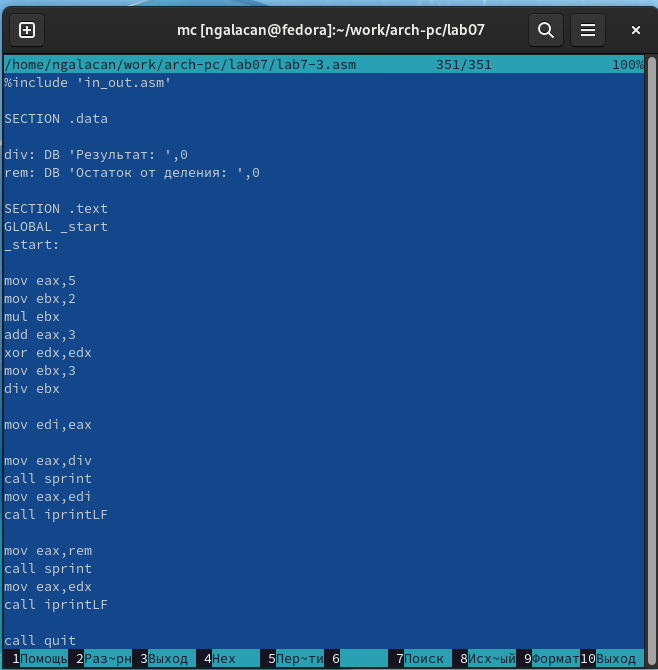 mc [ngalacan@fedora]:~/work/arch-pc/lab07
/home/ngalacan/work/arch-pc/lab07/lab7-3.asm 351/351 100%
%include 'in_out.asm'
SECTION .data
div: DB 'Результат: ',0
rem: DB 'Остаток от деления: ',0
SECTION .text
GLOBAL _start
_start:
mov eax,5
mov ebx,2
mul ebx
add eax,3
xor edx,edx
mov ebx,3
div ebx
mov edi,eax
mov eax,div
call sprint
mov eax,edi
call iprintLF
mov eax,rem
call sprint
mov eax,edx
call iprintLF
call quit
1Помощь 2Раз~рн 3Выход 4Hex 5Пер~ти 6 7Поиск 8Исх~ый 9Формат 10Выход